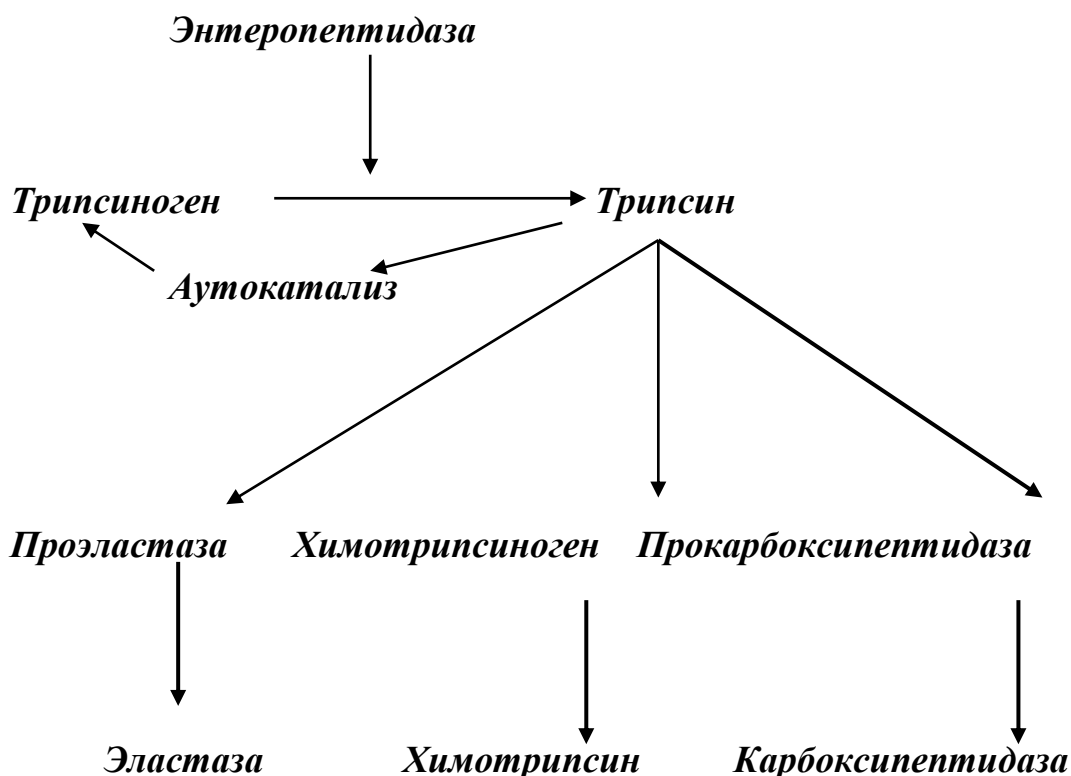 Энтеропептидаза
Трипсиноген Трипсин
Аутокатализ
Проэластаза Химотрипсиноген Прокарбоксипептидаза
Эластаза Химотрипсин Карбоксипептидаза